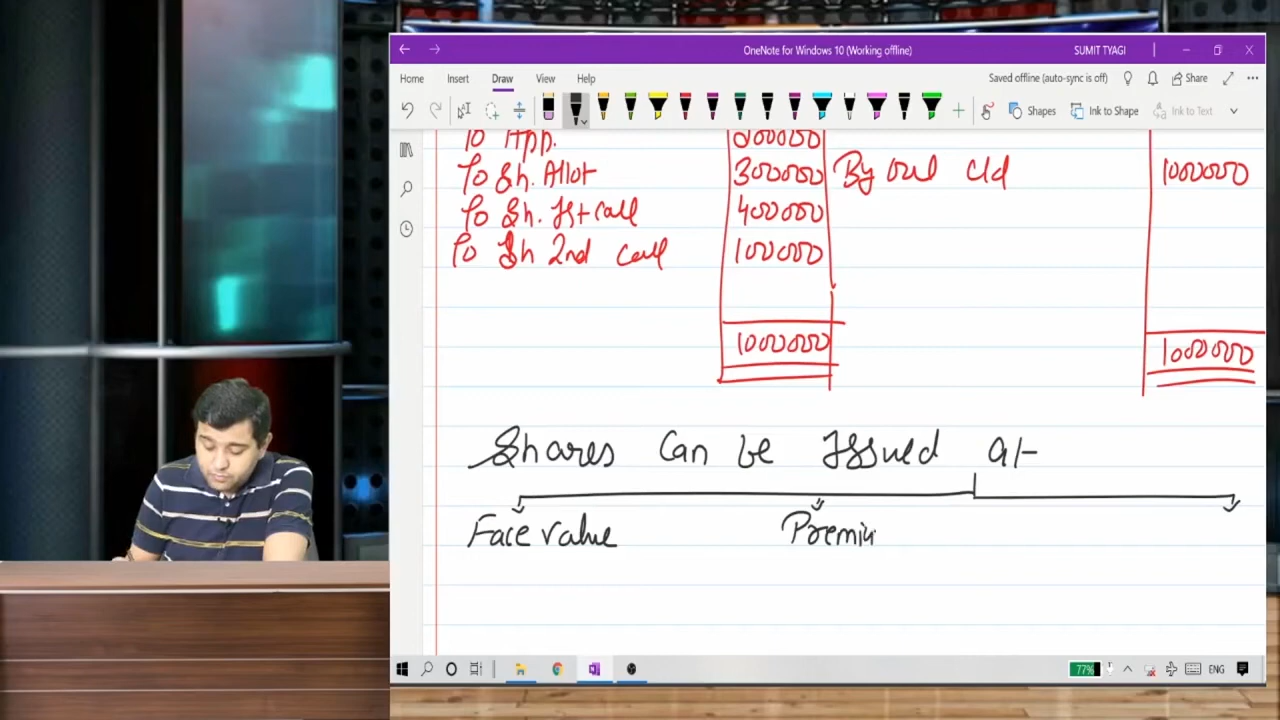 OneNote for Windows 10 (Working offline)
SUMIT TYAGI
Home Insert Draw View Help
Saved offline (auto-sync is off)
Share
Shapes
Ink to Shape
Ink to Text
To App.
To Sh. Allot 300000 By bal c/d 1000000
To Sh. Ist call 400000
To Sh 2nd call 100000
1000000 1000000
Shares Can be Issued at
Face value Premiu
77%
ENG